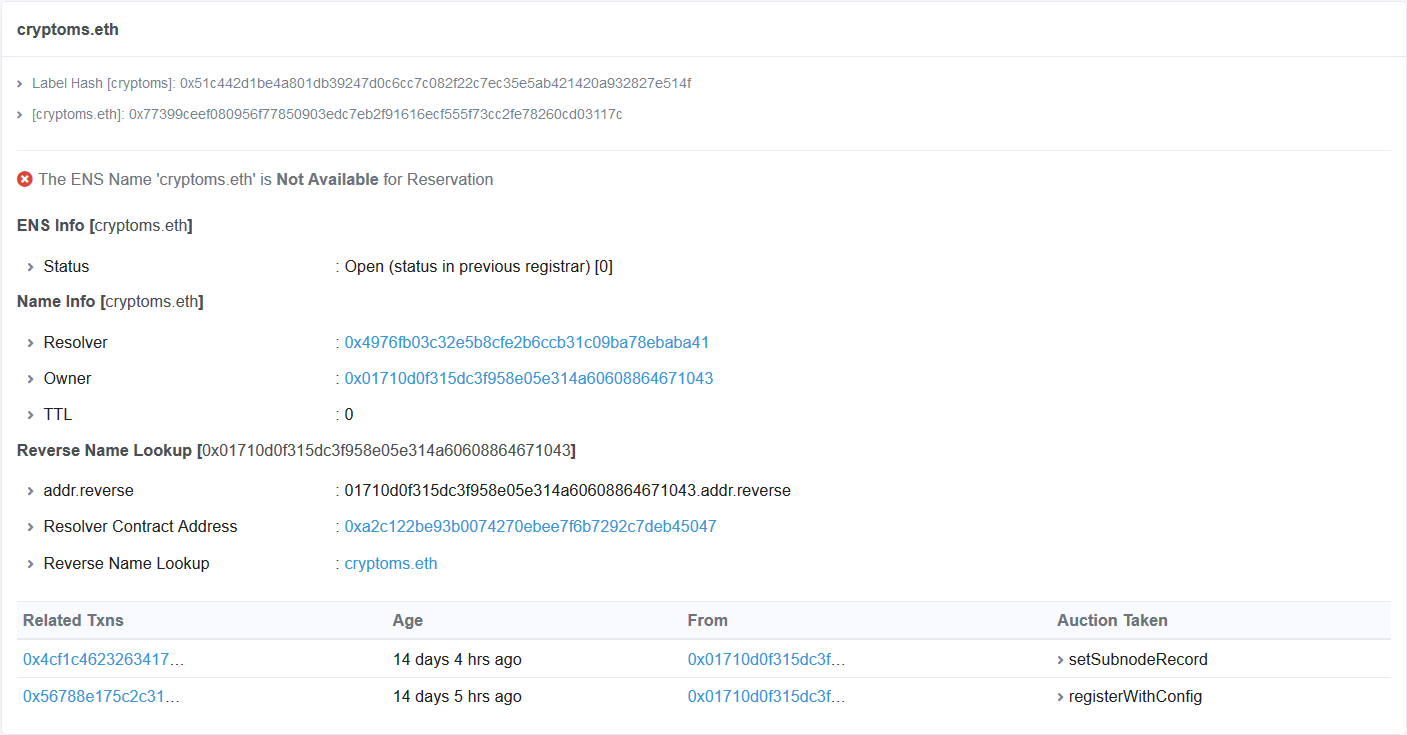 cryptoms.eth
Label Hash [cryptoms]: 0x51c442d1be4a801db39247d0c6cc7c082f22c7ec35e5ab421420a932827e514f
[cryptoms.eth]: 0x77399ceef080956f77850903edc7eb2f91616ecf555f73cc2fe78260cd03117c
The ENS Name 'cryptoms.eth' is Not Available for Reservation
ENS Info [cryptoms.eth]
Status : Open (status in previous registrar) [0]
Name Info [cryptoms.eth]
Resolver : 0x4976fb03c32e5b8cfe2b6ccb31c09ba78ebaba41
Owner : 0x01710d0f315dc3f958e05e314a60608864671043
TTL : 0
Reverse Name Lookup [0x01710d0f315dc3f958e05e314a60608864671043]
addr.reverse : 01710d0f315dc3f958e05e314a60608864671043.addr.reverse
Resolver Contract Address : 0xa2c122be93b0074270ebee7f6b7292c7deb45047
Reverse Name Lookup : cryptoms.eth
Related Txns Age From Auction Taken
0x4cf1c4623263417... 14 days 4 hrs ago 0x01710d0f315dc3f... setSubnodeRecord
0x56788e175c2c31... 14 days 5 hrs ago 0x01710d0f315dc3f... registerWithConfig